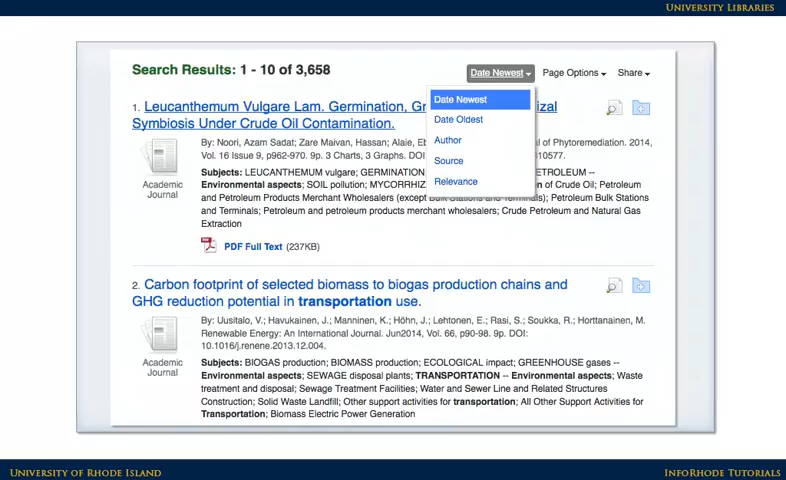 UNIVERSITY LIBRARIES
Search Results: 1 - 10 of 3,658
Date Newest
Page Options
Share
Date Newest
Date Oldest
Author
Source
Relevance
1. Leucanthemum Vulgare Lam. Germination, Gr
Symbiosis Under Crude Oil Contamination.
By: Noori, Azam Sadat; Zare Maivan, Hassan; Alaie, of Phytoremediation. 2014,
Vol. 16 Issue 9, p962-970. 9p. 3 Charts, 3 Graphs. DOI 10577.
Subjects: LEUCANTHEMUM vulgare; GERMINATION ETROLEUM --
Environmental aspects; SOIL pollution; MYCORRHIZ of Crude Oil; Petroleum
and Petroleum Products Merchant Wholesalers (except Bulk Stations and Terminals); Petroleum Bulk Stations
and Terminals; Petroleum and petroleum products merchant wholesalers; Crude Petroleum and Natural Gas
Extraction
Academic
Journal
PDF Full Text (237KB)
2. Carbon footprint of selected biomass to biogas production chains and
GHG reduction potential in transportation use.
By: Uusitalo, V.; Havukainen, J.; Manninen, K.; Höhn, J.; Lehtonen, E.; Rasi, S.; Soukka, R.; Horttanainen, M.
Renewable Energy: An International Journal. Jun2014, Vol. 66, p90-98. 9p. DOI:
10.1016/j.renene.2013.12.004.
Subjects: BIOGAS production; BIOMASS production; ECOLOGICAL impact; GREENHOUSE gases --
Environmental aspects; SEWAGE disposal plants; TRANSPORTATION -- Environmental aspects; Waste
treatment and disposal; Sewage Treatment Facilities; Water and Sewer Line and Related Structures
Construction; Solid Waste Landfill; Other support activities for transportation; All Other Support Activities for
Transportation; Biomass Electric Power Generation
Academic
Journal
UNIVERSITY OF RHODE ISLAND
INFORHODE TUTORIALS